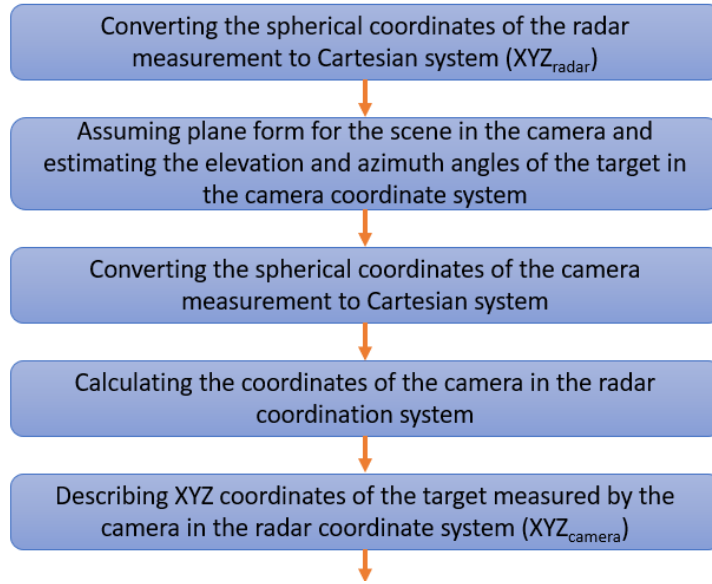 Converting the spherical coordinates of the radar
measurement to Cartesian system (XYZradar)
Assuming plane form for the scene in the camera and
estimating the elevation and azimuth angles of the target in
the camera coordinate system
Converting the spherical coordinates of the camera
measurement to Cartesian system
Calculating the coordinates of the camera in the radar
coordination system
Describing XYZ coordinates of the target measured by the
camera in the radar coordinate system (XYZcamera)